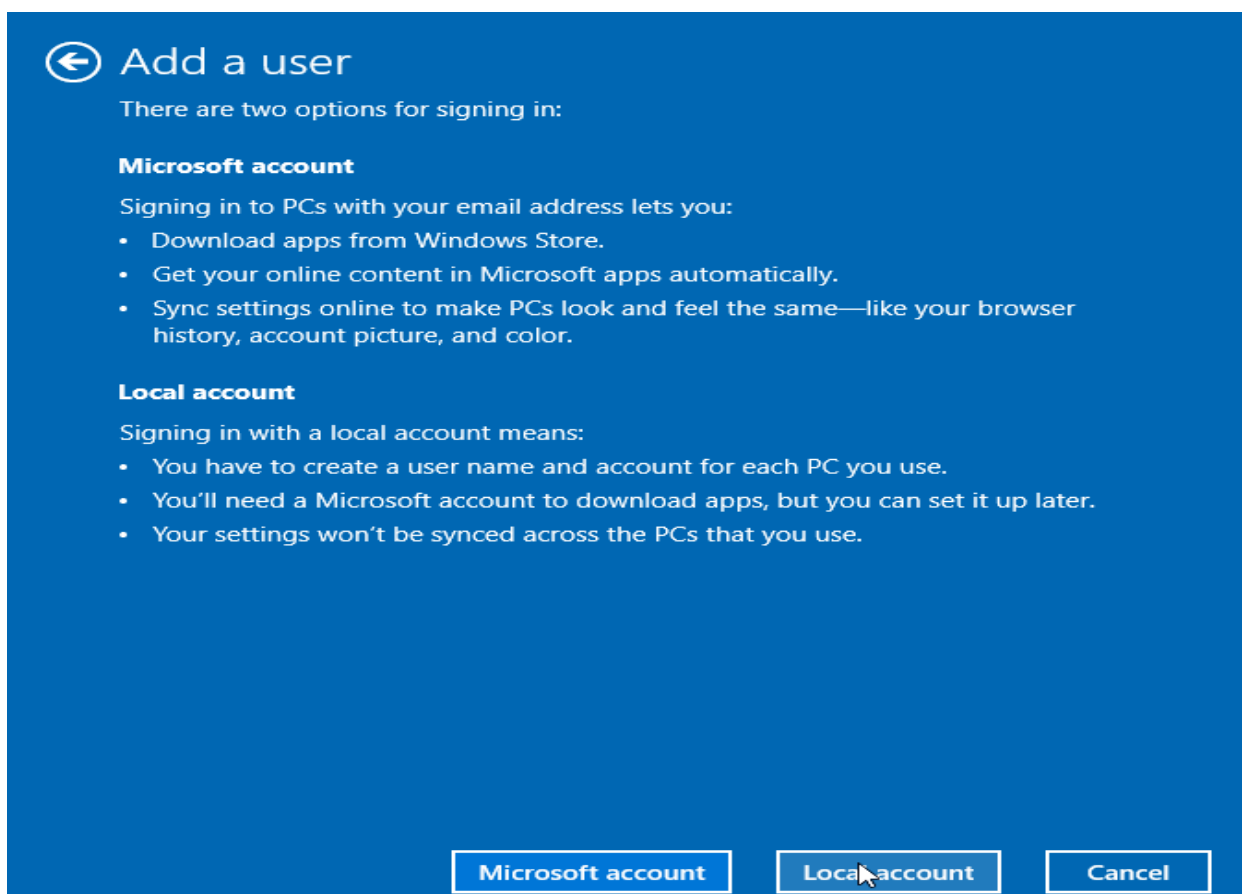 Add a user
There are two options for signing in:
Microsoft account
Signing in to PCs with your email address lets you:
• Download apps from Windows Store.
• Get your online content in Microsoft apps automatically.
• Sync settings online to make PCs look and feel the same—like your browser
history, account picture, and color.
Local account
Signing in with a local account means:
• You have to create a user name and account for each PC you use.
• You’ll need a Microsoft account to download apps, but you can set it up later.
• Your settings won’t be synced across the PCs that you use.
Microsoft account Local account Cancel